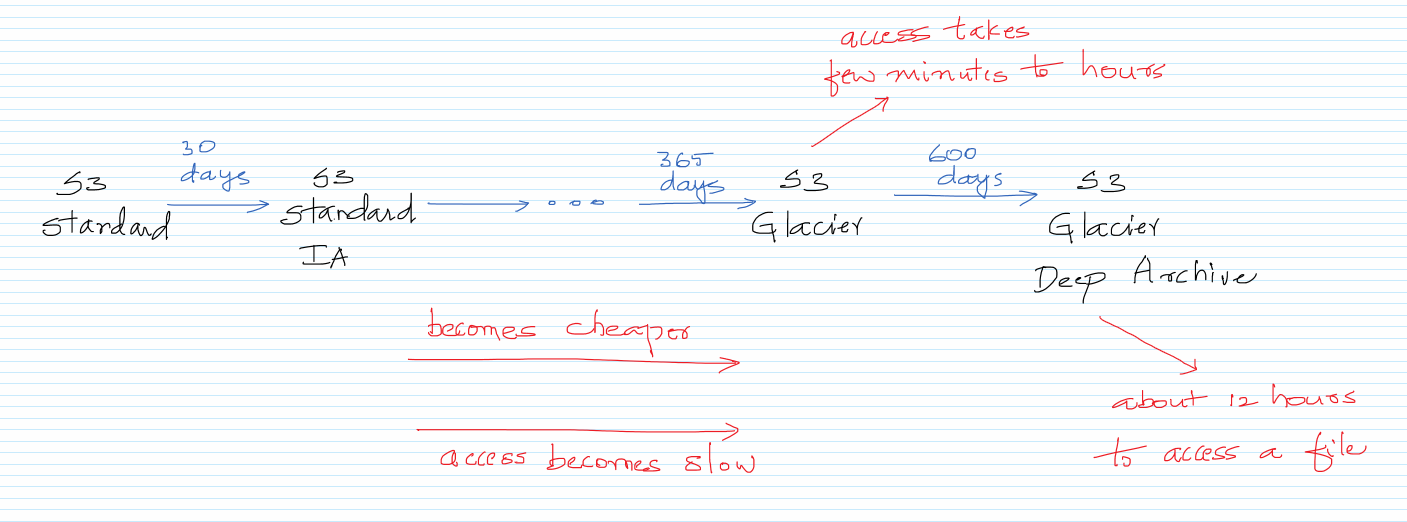 access takes
few minutes to hours
30
days
365
days
600
days
S3
Standard
S3
Standard
IA
...
S3
Glacier
S3
Glacier
Deep Archive
becomes cheaper
access becomes slow
about 12 hours
to access a file